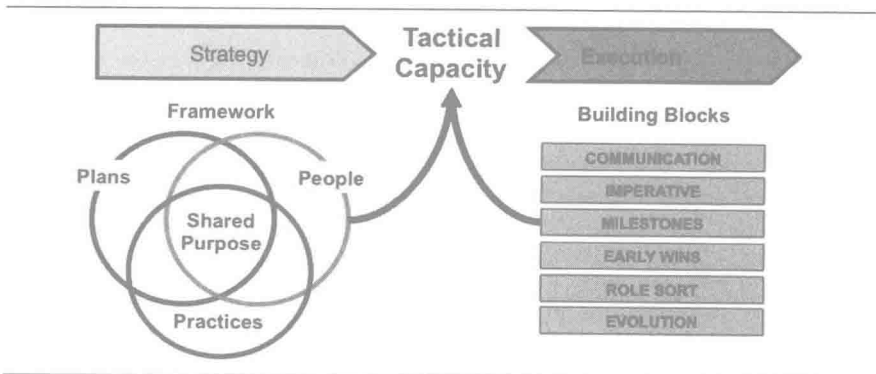 Strategy
Tactical
Capacity
Execution
Framework
Plans
People
Shared
Purpose
Practices
Building Blocks
COMMUNICATION
IMPERATIVE
MILESTONES
EARLY WINS
ROLE SORT
EVOLUTION